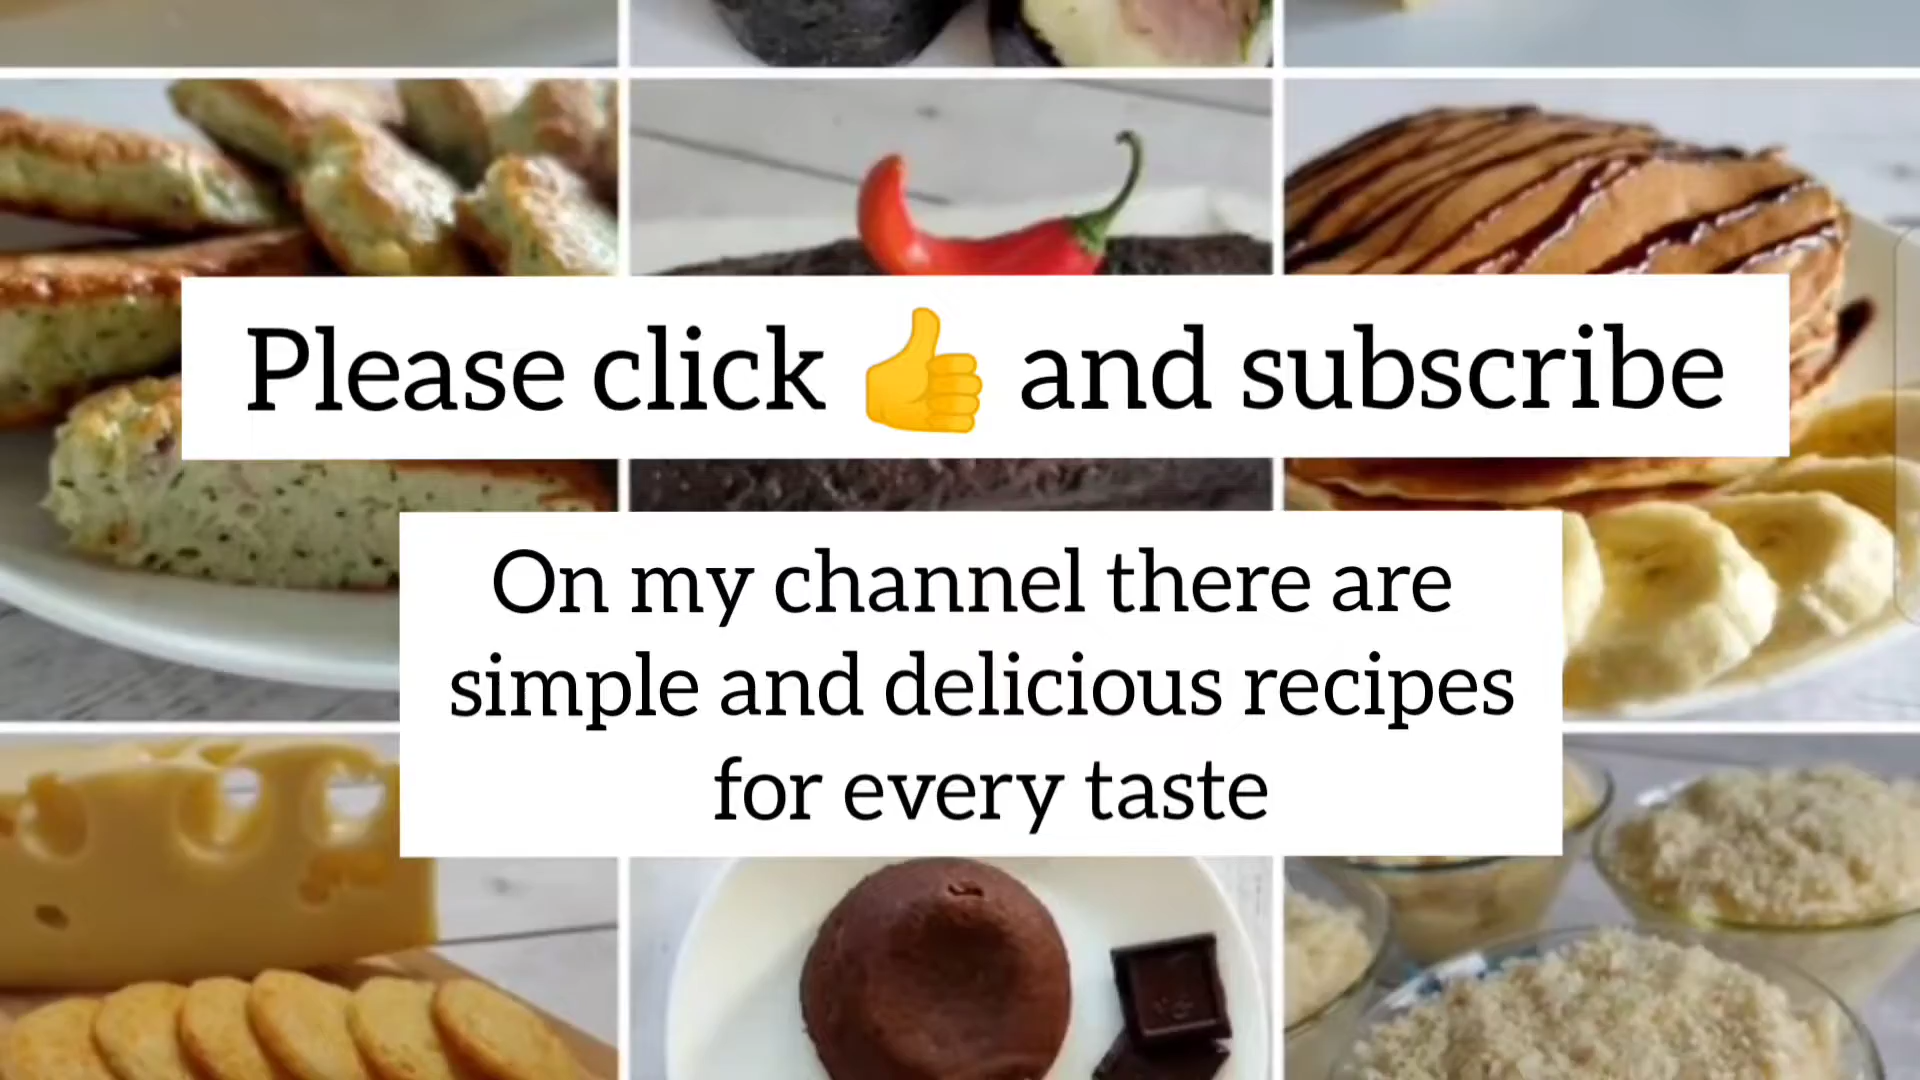 Please click 👍 and subscribe
On my channel there are
simple and delicious recipes
for every taste